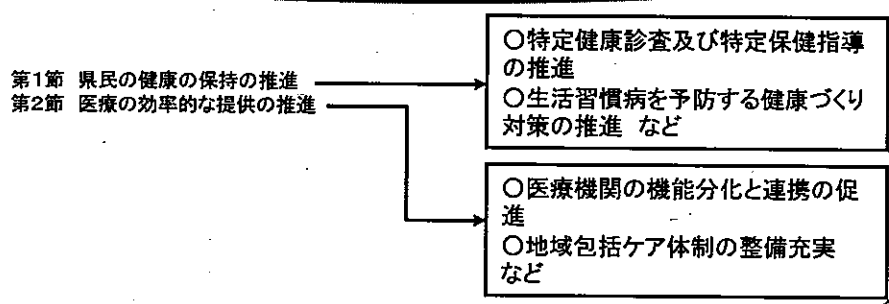 第1節 県民の健康の保持の推進
第2節 医療の効率的な提供の推進
○特定健康診査及び特定保健指導
の推進
○生活習慣病を予防する健康づくり
対策の推進 など
○医療機関の機能分化と連携の促
進
○地域包括ケア体制の整備充実
など